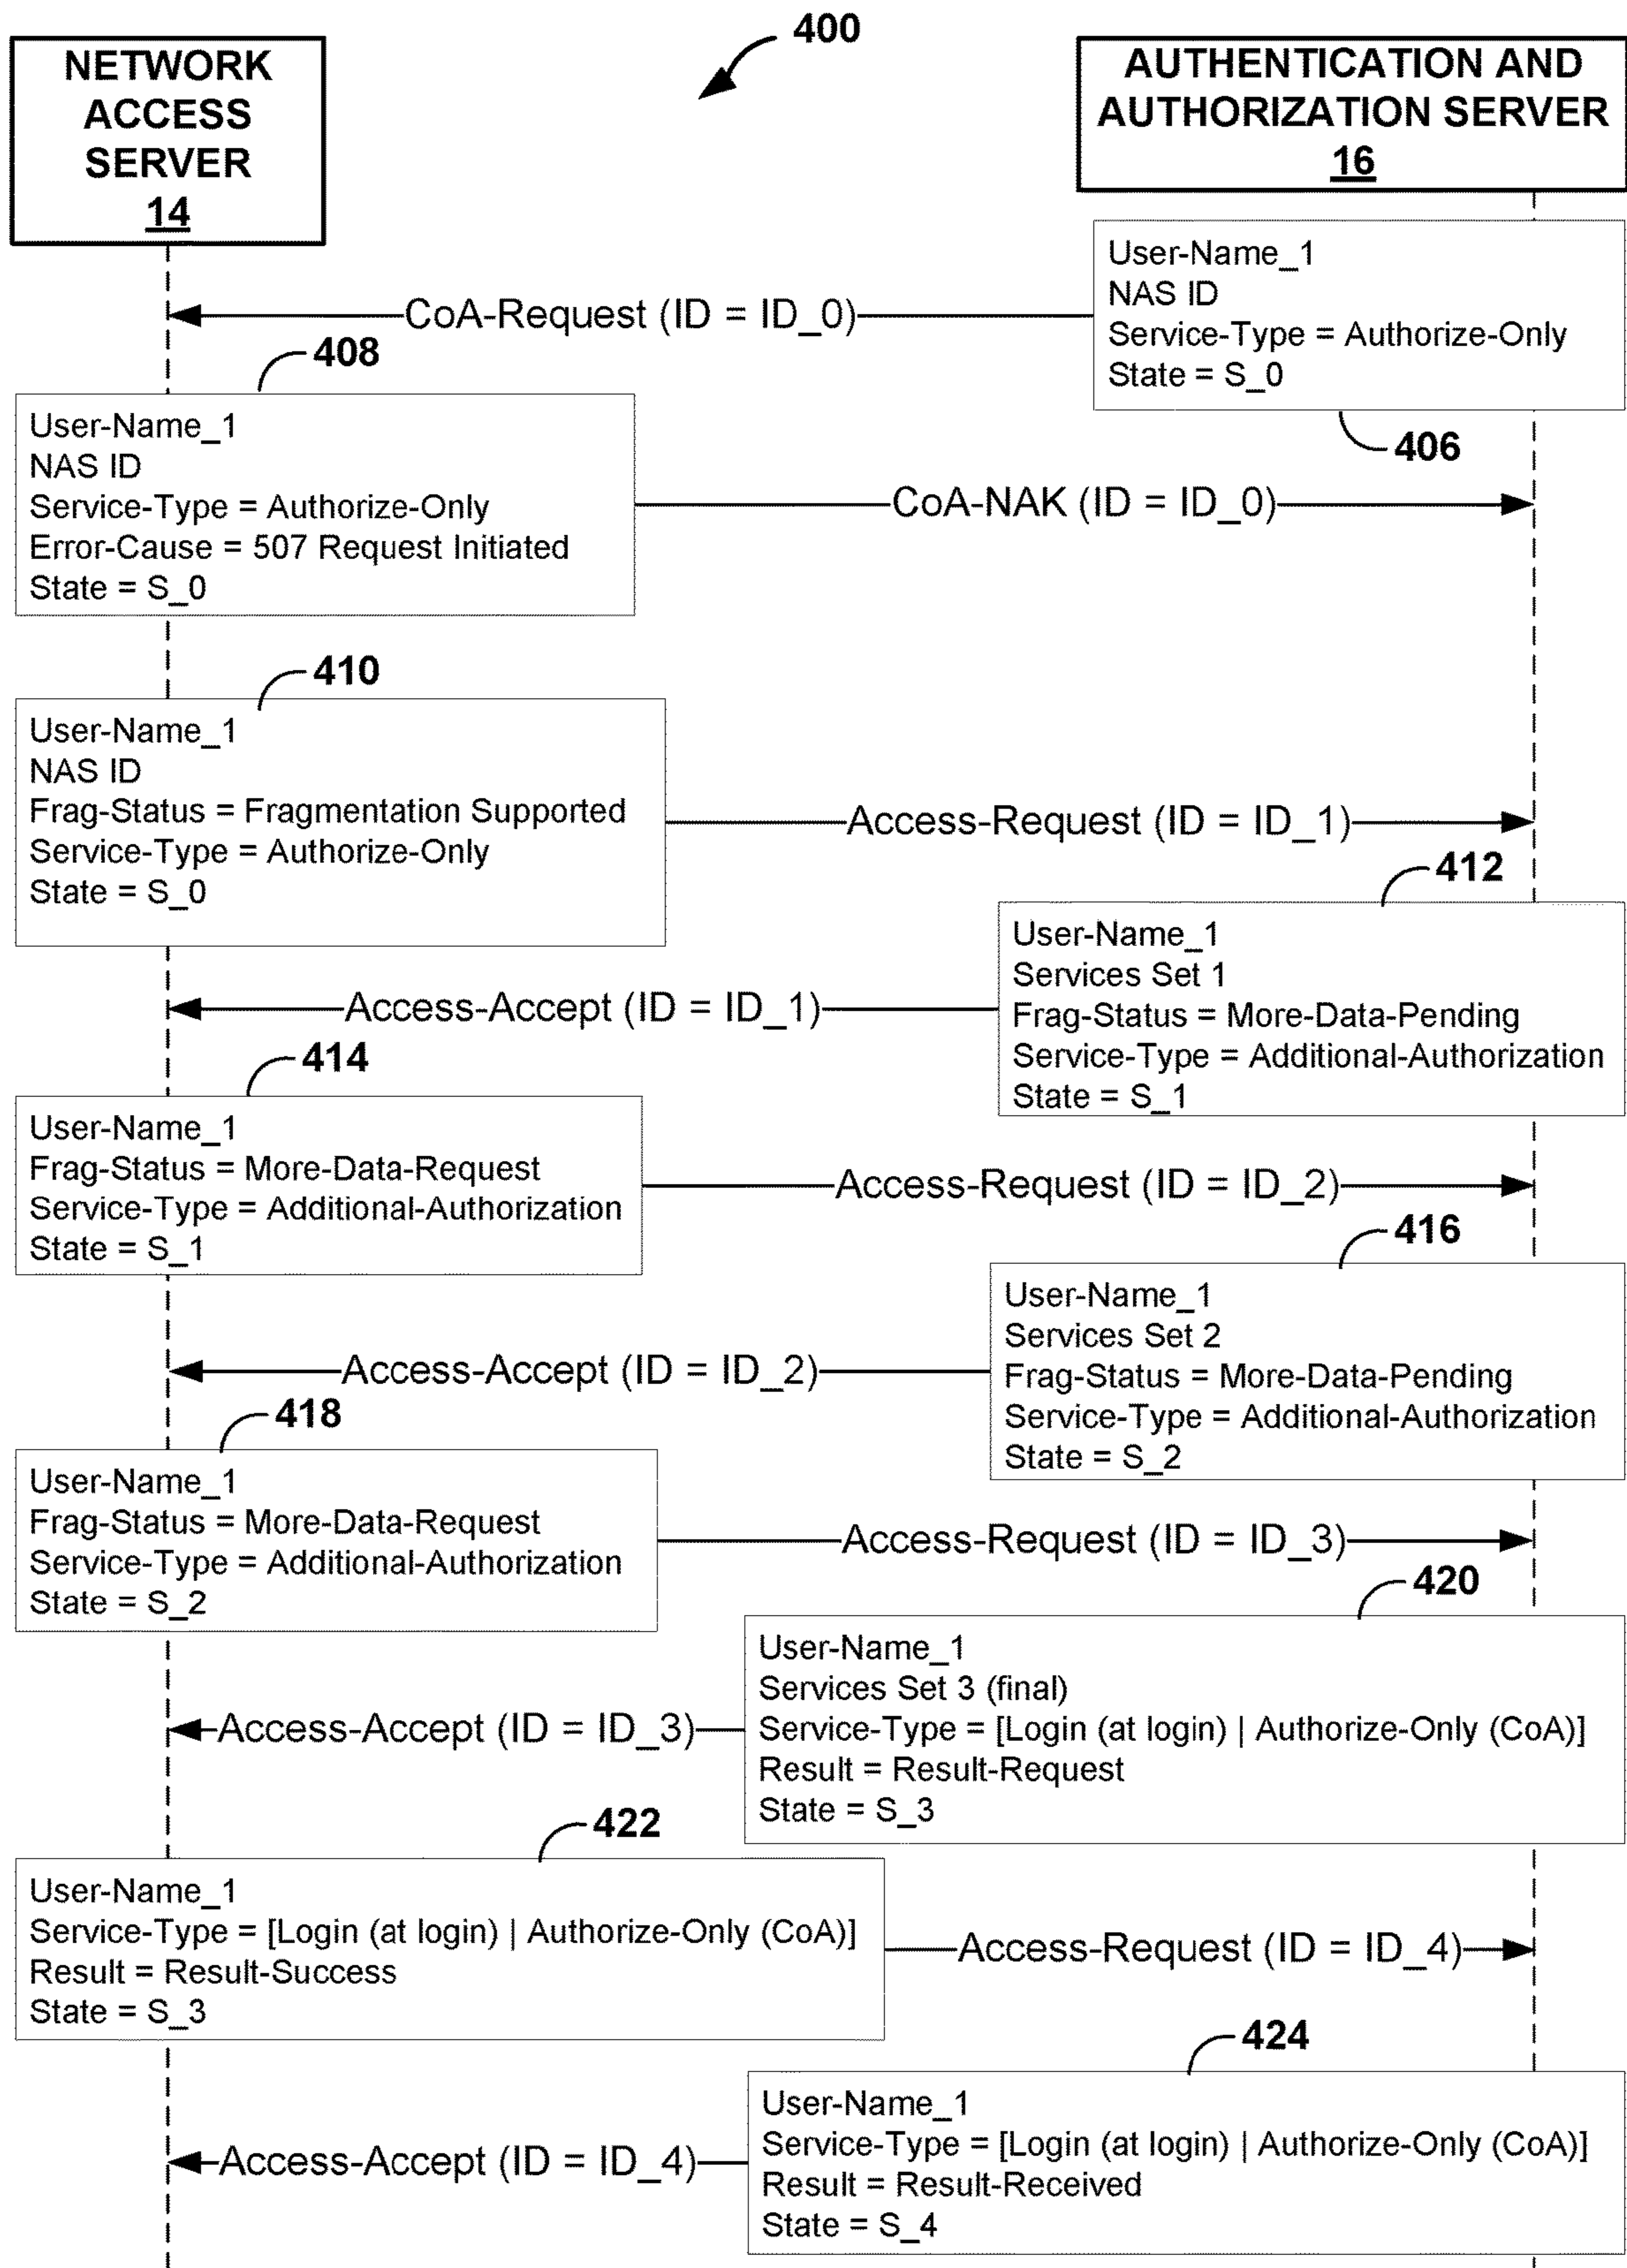 400
NETWORK
ACCESS
SERVER
14
AUTHENTICATION AND
AUTHORIZATION SERVER
16
User-Name_1
NAS ID
Service-Type = Authorize-Only
State = S_0
406
CoA-Request (ID = ID_0)
408
User-Name_1
NAS ID
Service-Type = Authorize-Only
Error-Cause = 507 Request Initiated
State = S_0
CoA-NAK (ID = ID_0)
410
User-Name_1
NAS ID
Frag-Status = Fragmentation Supported
Service-Type = Authorize-Only
State = S_0
Access-Request (ID = ID_1)
412
User-Name_1
Services Set 1
Frag-Status = More-Data-Pending
Service-Type = Additional-Authorization
State = S_1
Access-Accept (ID = ID_1)
414
User-Name_1
Frag-Status = More-Data-Request
Service-Type = Additional-Authorization
State = S_1
Access-Request (ID = ID_2)
416
User-Name_1
Services Set 2
Frag-Status = More-Data-Pending
Service-Type = Additional-Authorization
State = S_2
Access-Accept (ID = ID_2)
418
User-Name_1
Frag-Status = More-Data-Request
Service-Type = Additional-Authorization
State = S_2
Access-Request (ID = ID_3)
420
User-Name_1
Services Set 3 (final)
Service-Type = [Login (at login) | Authorize-Only (CoA)]
Result = Result-Request
State = S_3
Access-Accept (ID = ID_3)
422
User-Name_1
Service-Type = [Login (at login) | Authorize-Only (CoA)]
Result = Result-Success
State = S_3
Access-Request (ID = ID_4)
424
User-Name_1
Service-Type = [Login (at login) | Authorize-Only (CoA)]
Result = Result-Received
State = S_4
Access-Accept (ID = ID_4)